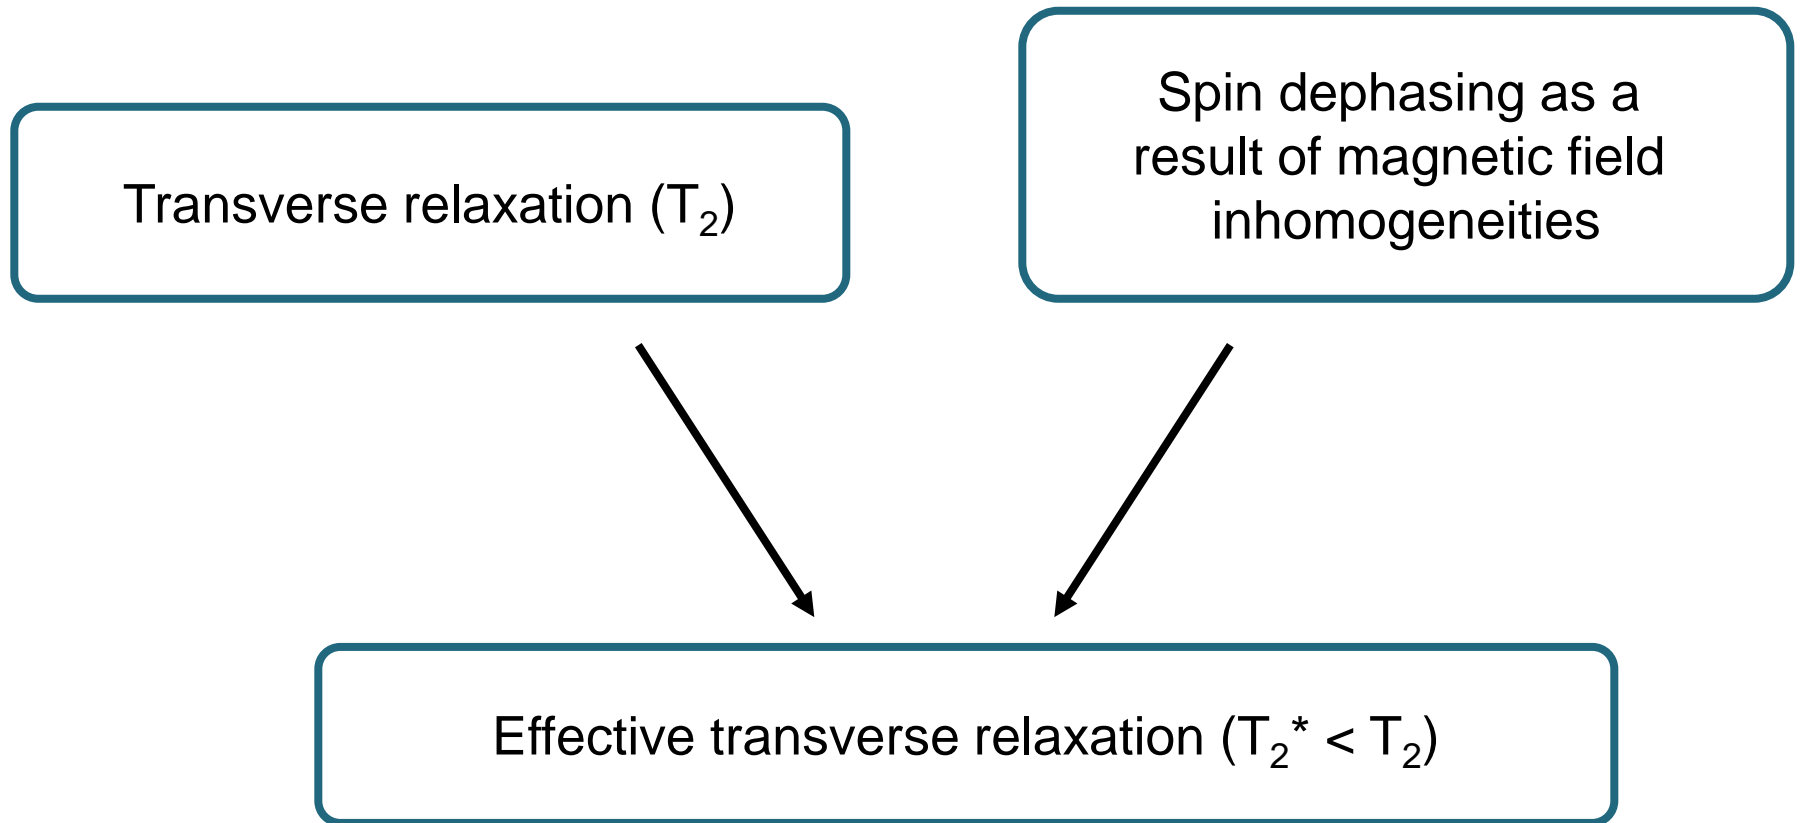 Transverse relaxation (T₂)
Spin dephasing as a
result of magnetic field
inhomogeneities
Effective transverse relaxation (T₂* < T₂)